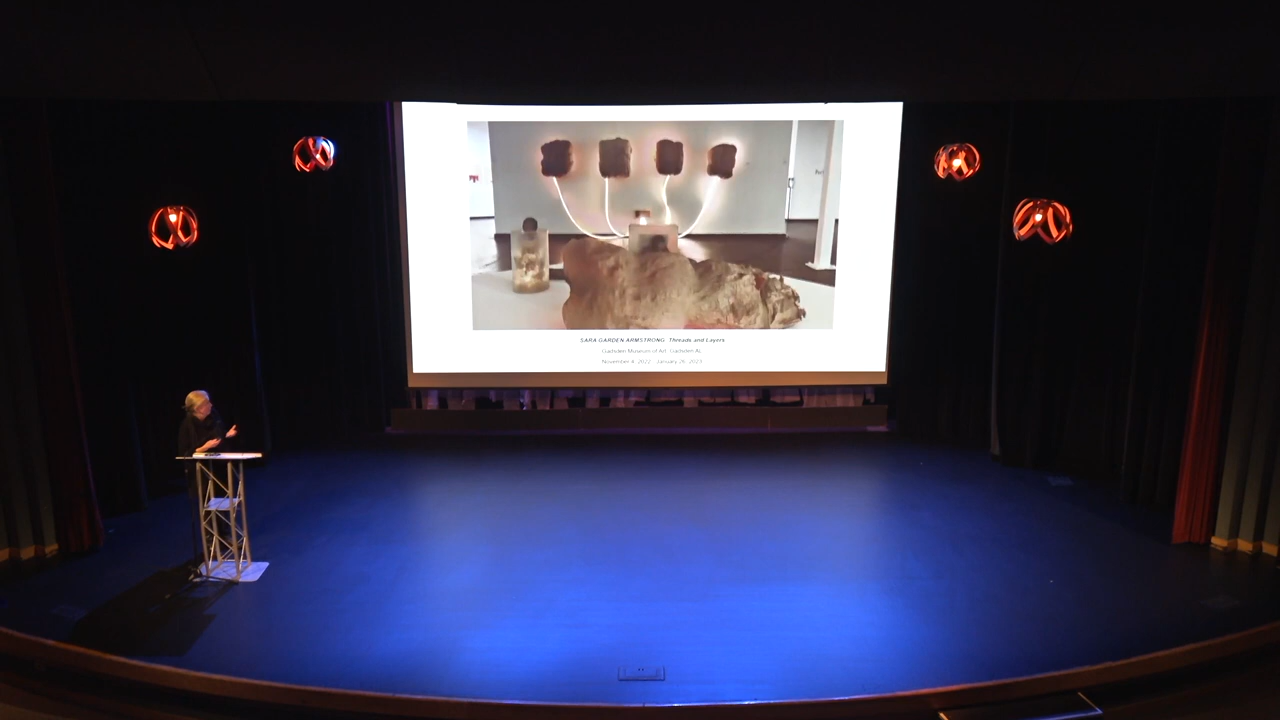 SARA GARDEN ARMSTRONG Threads and Layers
Gadsden Museum of Art, Gadsden AL
November 4, 2022 - January 26, 2023